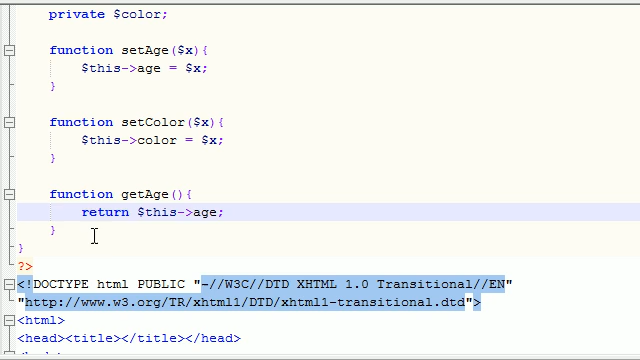 private $color;
function setAge($x){
$this->age = $x;
}
function setColor($x){
$this->color = $x;
}
function getAge(){
return $this->age;
}
}
?>
<!DOCTYPE html PUBLIC "-//W3C//DTD XHTML 1.0 Transitional//EN"
"http://www.w3.org/TR/xhtml1/DTD/xhtml1-transitional.dtd">
<html>
<head><title></title></head>